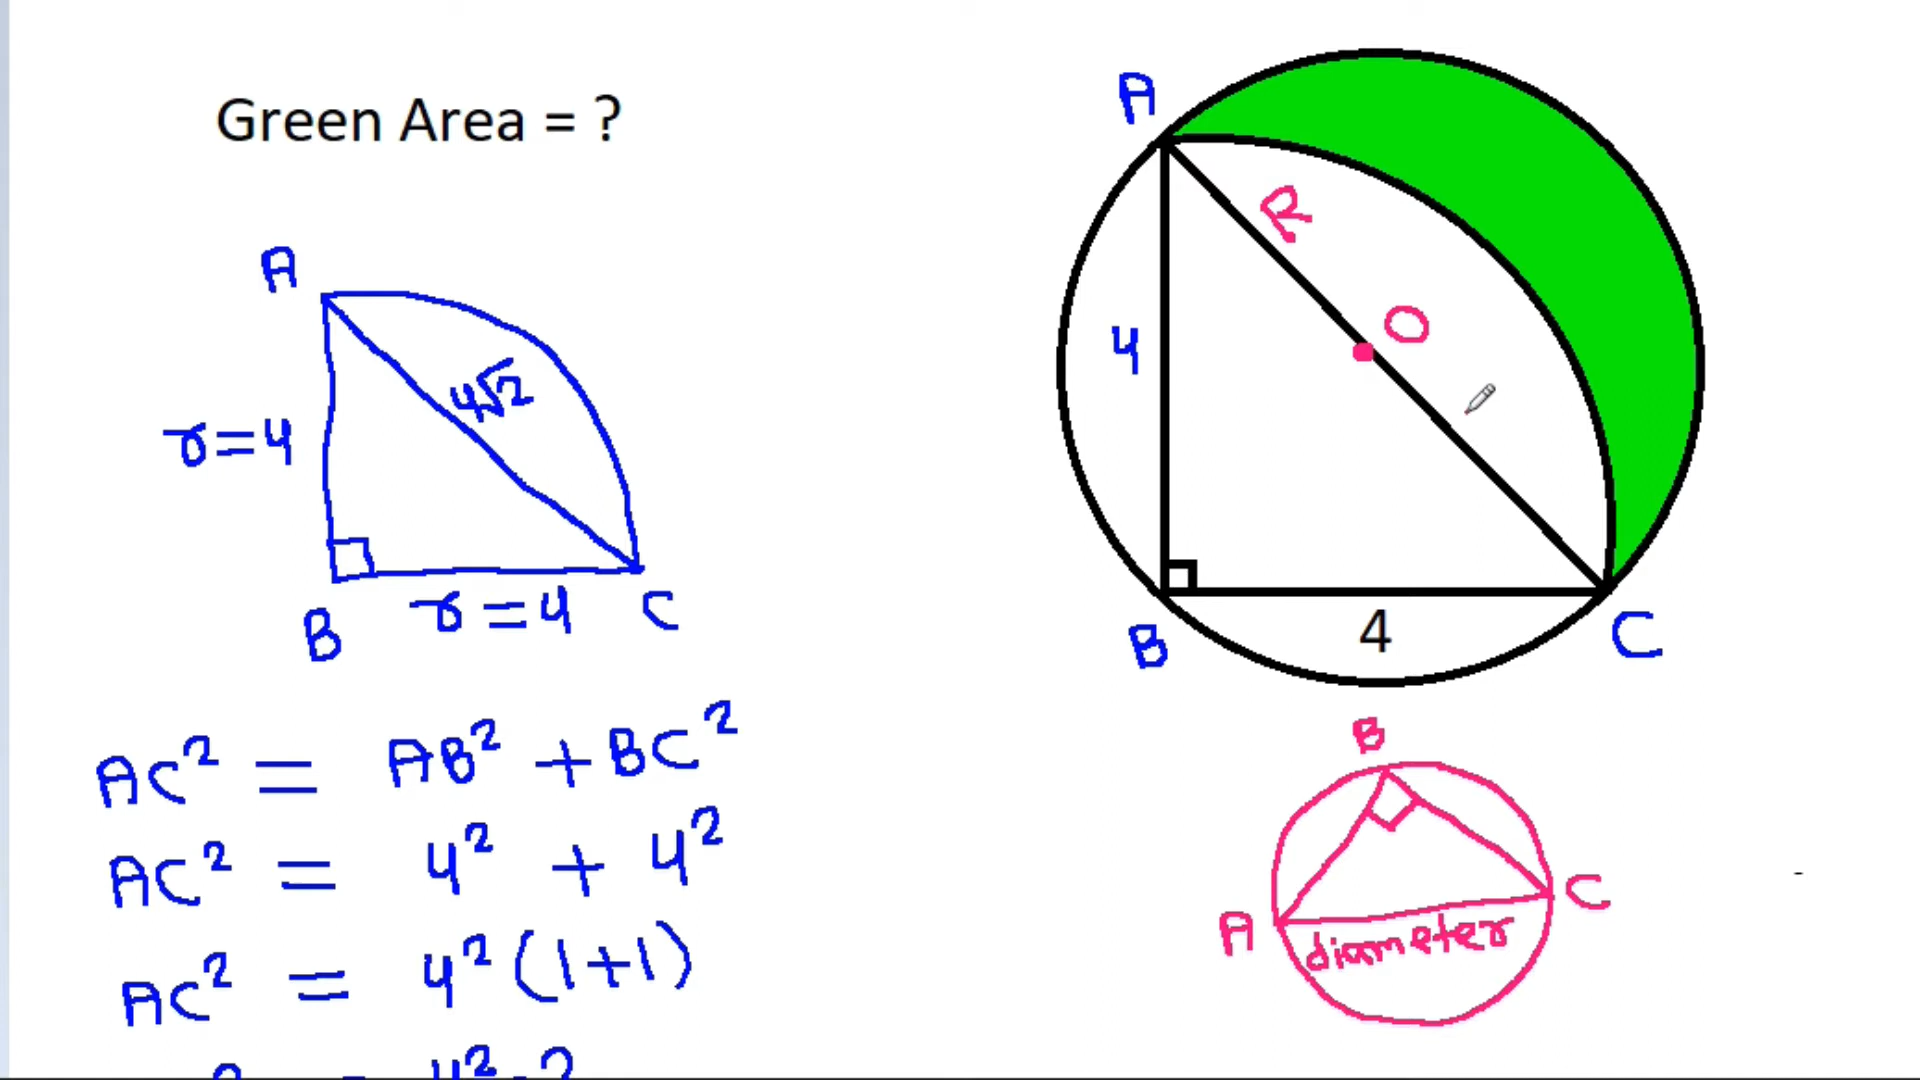 Green Area = ?
A
4√2
r=4
B
r=4
C
AC² = AB² + BC²
AC² = 4² + 4²
AC² = 4² (1+1)
A
R
O
4
B
4
C
B
A
C
diameter